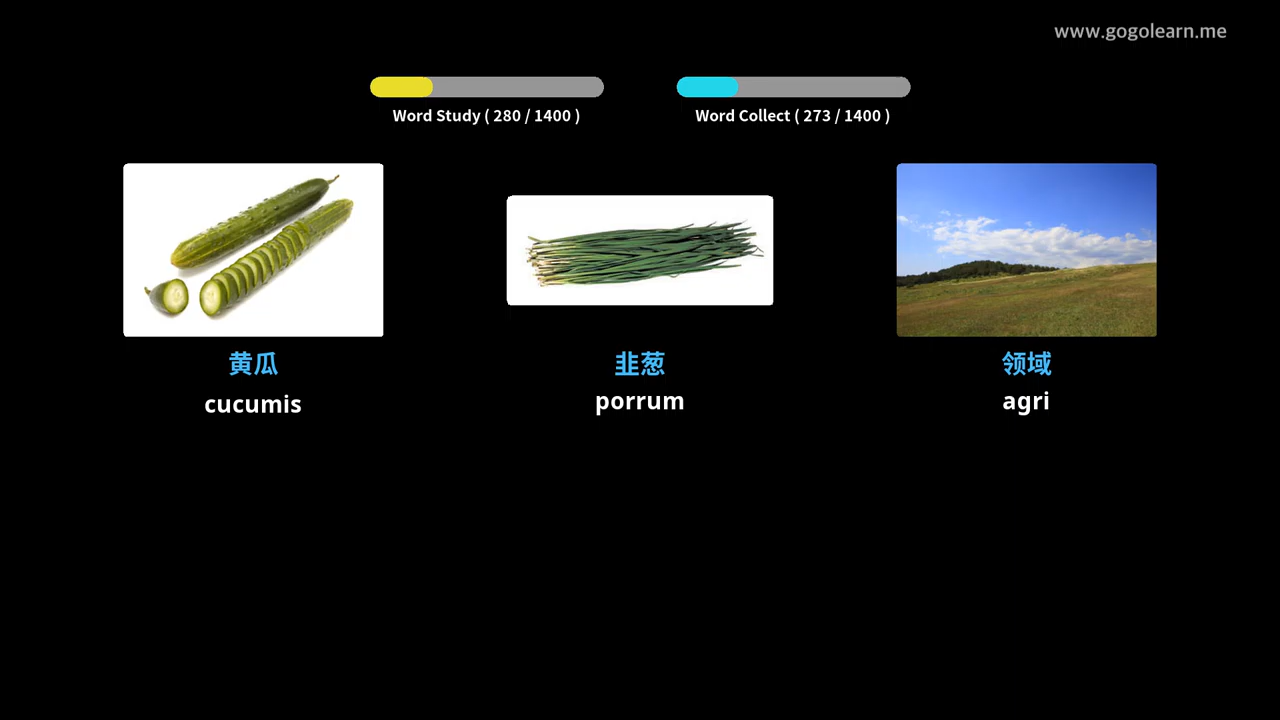 www.gogolearn.me
Word Study ( 280 / 1400 )
Word Collect ( 273 / 1400 )
黄瓜
韭葱
领域
cucumis
porrum
agri